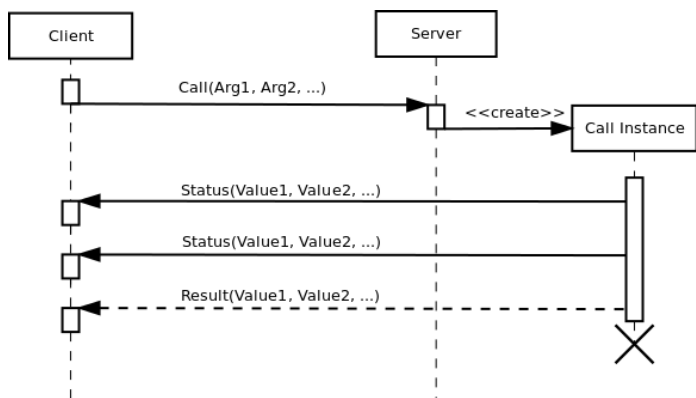 Client
Server
Call(Arg1, Arg2, ...)
<<create>>
Call Instance
Status(Value1, Value2, ...)
Status(Value1, Value2, ...)
Result(Value1, Value2, ...)